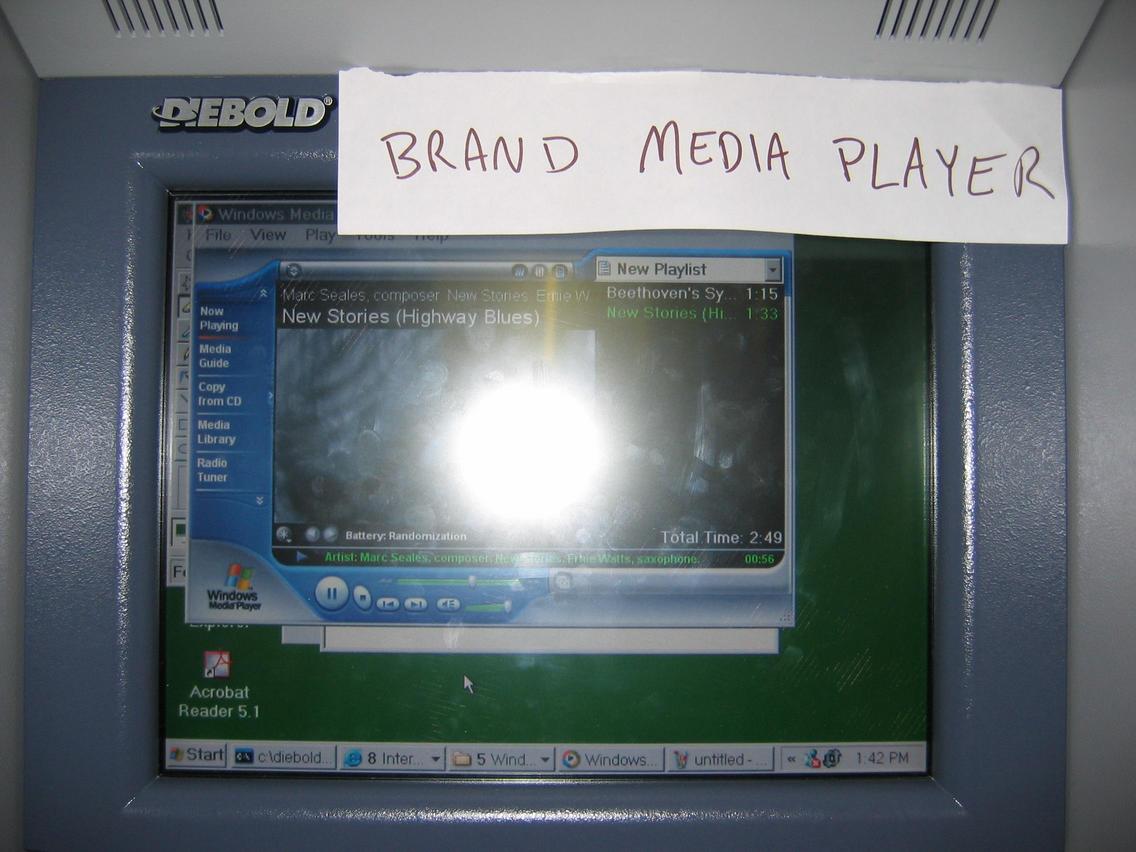 DIEBOLD®
BRAND MEDIA PLAYER
Windows Media
File View Play Tools Help
New Playlist
Marc Seales, composer. New Stories. Ernie W
Beethoven's Sy... 1:15
New Stories (Highway Blues)
New Stories (Hi... 1:33
Now
Playing
Media
Guide
Copy
from CD
Media
Library
Radio
Tuner
Battery: Randomization
Total Time: 2:49
Artist: Marc Seales, composer. New Stories. Ernie Watts, saxophone.
00:56
Windows
Media Player
Explorer
Acrobat
Reader 5.1
Start
c:\diebold...
8 Inter...
5 Wind...
Windows...
untitled - ...
«
1:42 PM